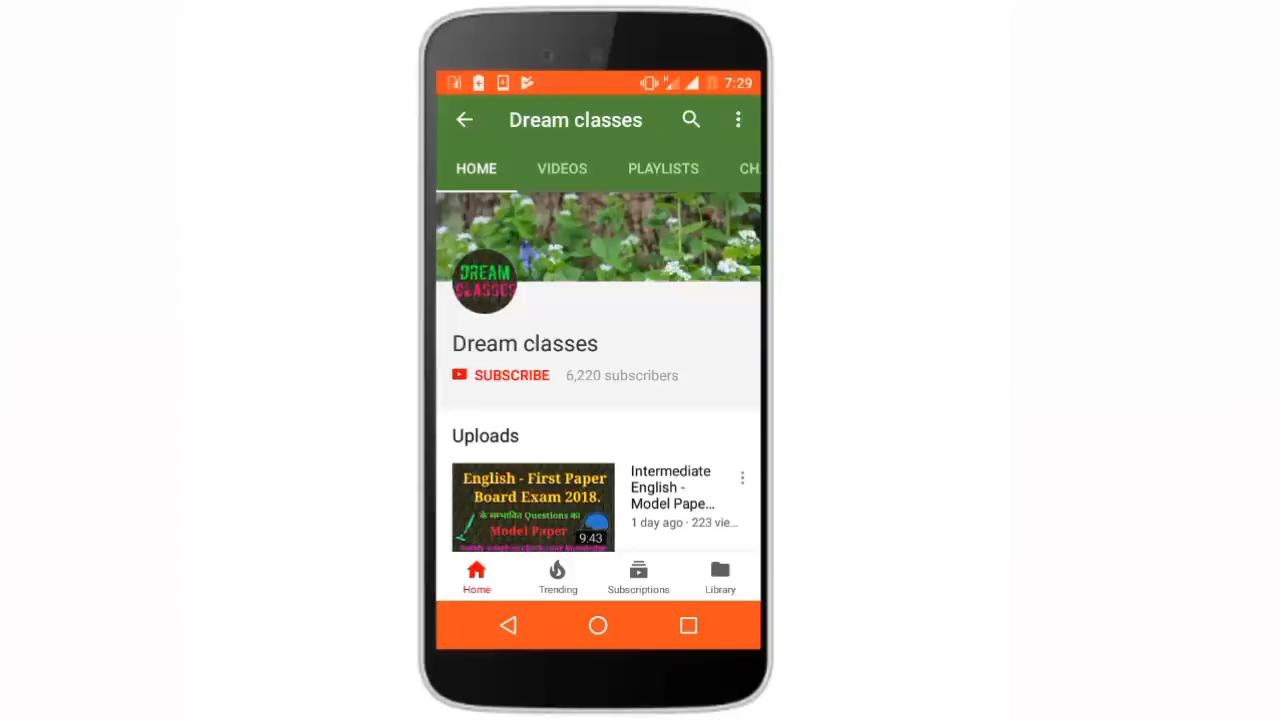 7:29
Dream classes
HOME VIDEOS PLAYLISTS CH
DREAM
CLASSES
Dream classes
SUBSCRIBE 6,220 subscribers
Uploads
English - First Paper
Board Exam 2018.
के सम्भावित Questions का
Model Paper
9:43
Intermediate
English -
Model Pape...
1 day ago · 223 vie...
Home Trending Subscriptions Library